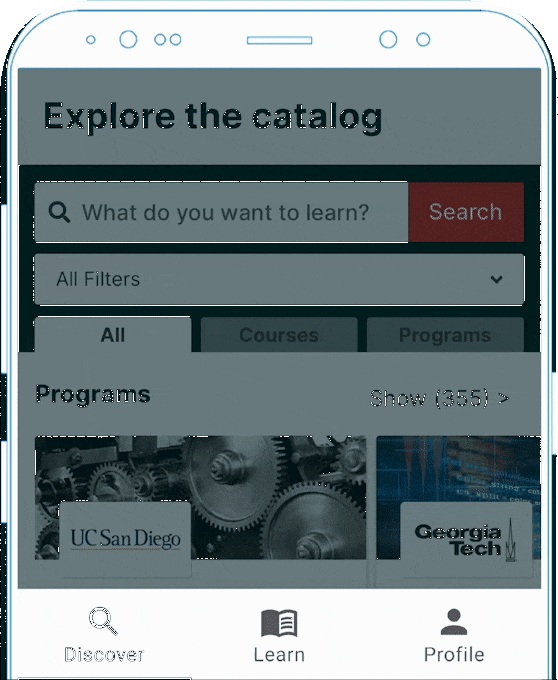 Explore the catalog
What do you want to learn?
Search
All Filters
All
Courses
Programs
Programs
Show (355) >
UC San Diego
Georgia
Tech
Discover
Learn
Profile